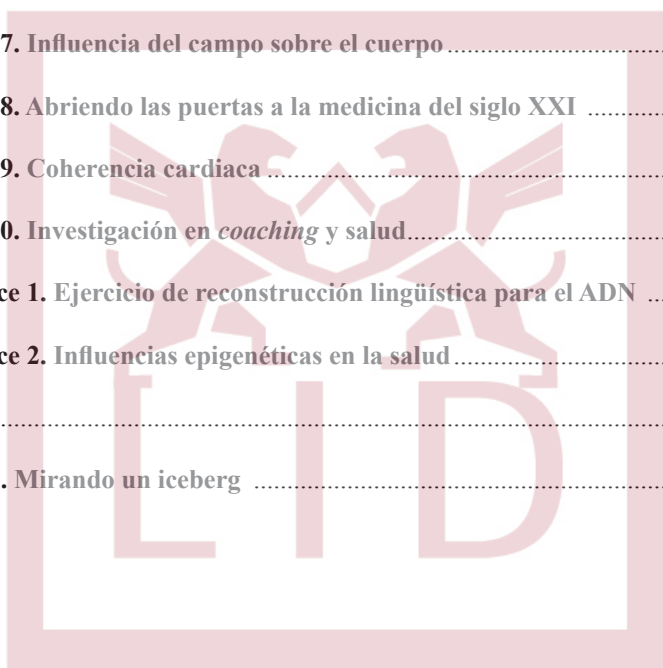 7. Influencia del campo sobre el cuerpo
8. Abriendo las puertas a la medicina del siglo XXI
9. Coherencia cardiaca
0. Investigación en coaching y salud
ce 1. Ejercicio de reconstrucción lingüística para el ADN
ce 2. Influencias epigenéticas en la salud
. Mirando un iceberg
LID